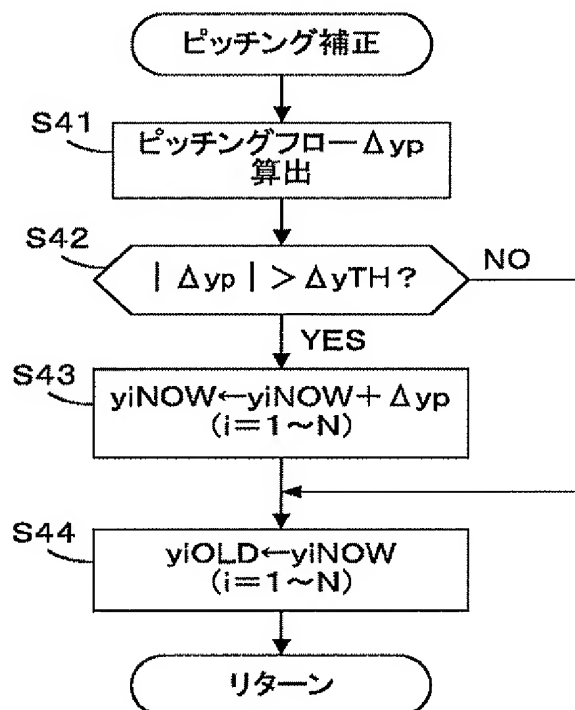 ピッチング補正
S41
ピッチングフローΔyp
算出
S42
| Δyp | > ΔyTH?
NO
YES
S43
yiNOW←yiNOW+Δyp
(i=1~N)
S44
yiOLD←yiNOW
(i=1~N)
リターン